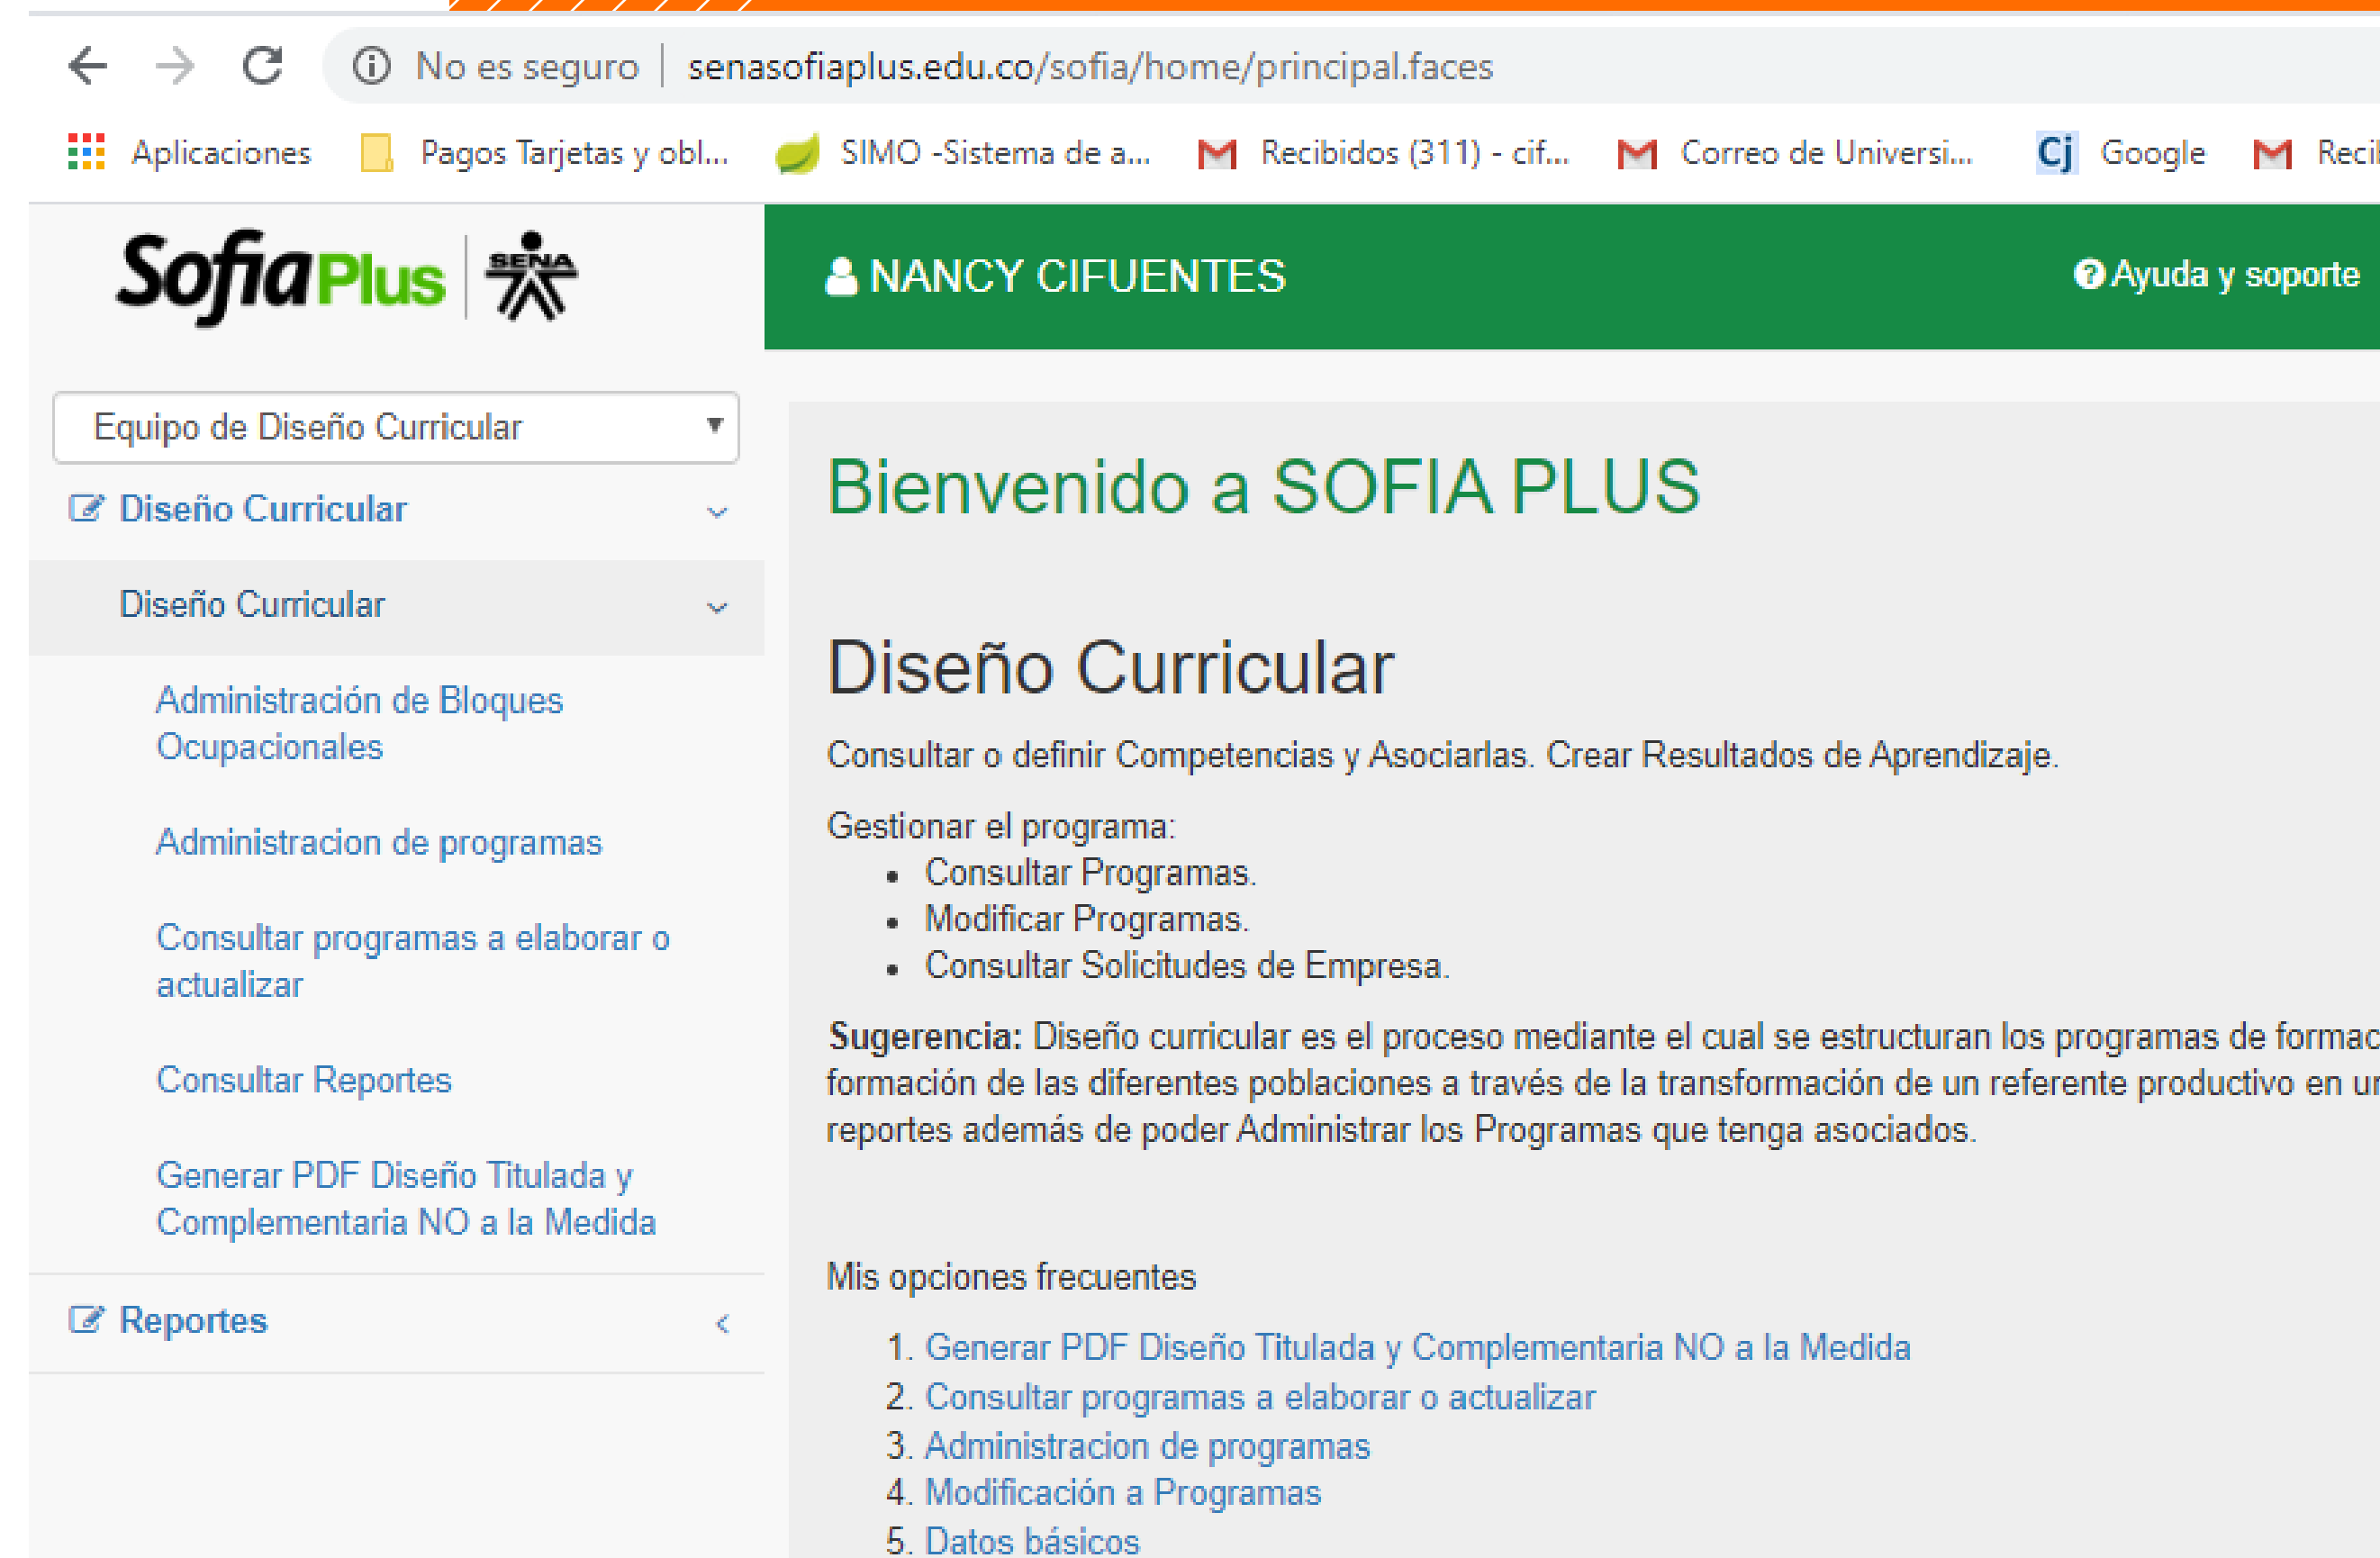 No es seguro | senasofiaplus.edu.co/sofia/home/principal.faces
Aplicaciones Pagos Tarjetas y obl... SIMO -Sistema de a... Recibidos (311) - cif... Correo de Universi... Cj Google Recib
SofiaPlus SENA
NANCY CIFUENTES
Ayuda y soporte
Equipo de Diseño Curricular
Diseño Curricular
Diseño Curricular
Administración de Bloques
Ocupacionales
Administracion de programas
Consultar programas a elaborar o
actualizar
Consultar Reportes
Generar PDF Diseño Titulada y
Complementaria NO a la Medida
Reportes
Bienvenido a SOFIA PLUS
Diseño Curricular
Consultar o definir Competencias y Asociarlas. Crear Resultados de Aprendizaje.
Gestionar el programa:
• Consultar Programas.
• Modificar Programas.
• Consultar Solicitudes de Empresa.
Sugerencia: Diseño curricular es el proceso mediante el cual se estructuran los programas de formac
formación de las diferentes poblaciones a través de la transformación de un referente productivo en un
reportes además de poder Administrar los Programas que tenga asociados.
Mis opciones frecuentes
1. Generar PDF Diseño Titulada y Complementaria NO a la Medida
2. Consultar programas a elaborar o actualizar
3. Administracion de programas
4. Modificación a Programas
5. Datos básicos